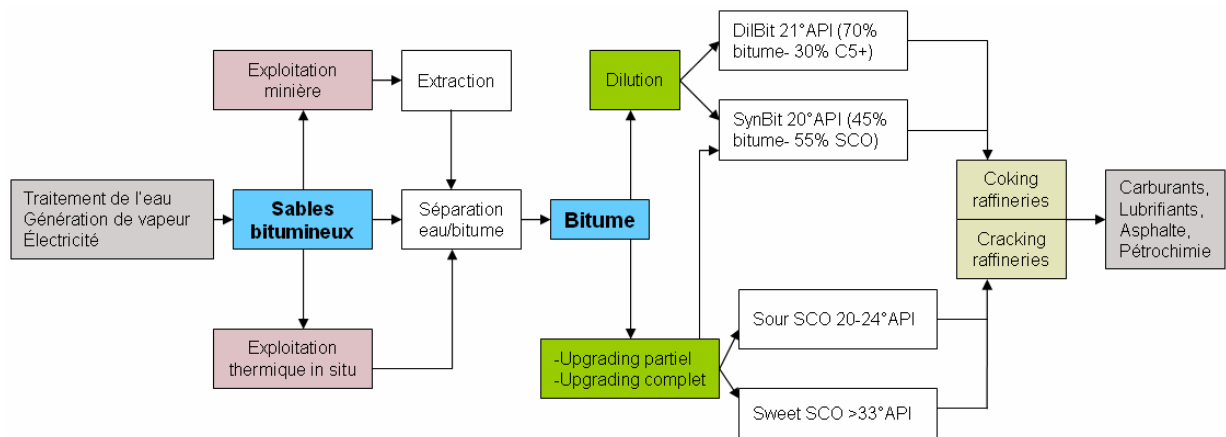 Traitement de l'eau
Génération de vapeur
Électricité
Sables
bitumineux
Exploitation
minière
Extraction
Exploitation
thermique in situ
Séparation
eau/bitume
Bitume
Dilution
-Upgrading partiel
-Upgrading complet
DilBit 21°API (70%
bitume- 30% C5+)
SynBit 20°API (45%
bitume- 55% SCO)
Sour SCO 20-24°API
Sweet SCO >33°API
Coking
raffineries
Cracking
raffineries
Carburants,
Lubrifiants,
Asphalte,
Pétrochimie